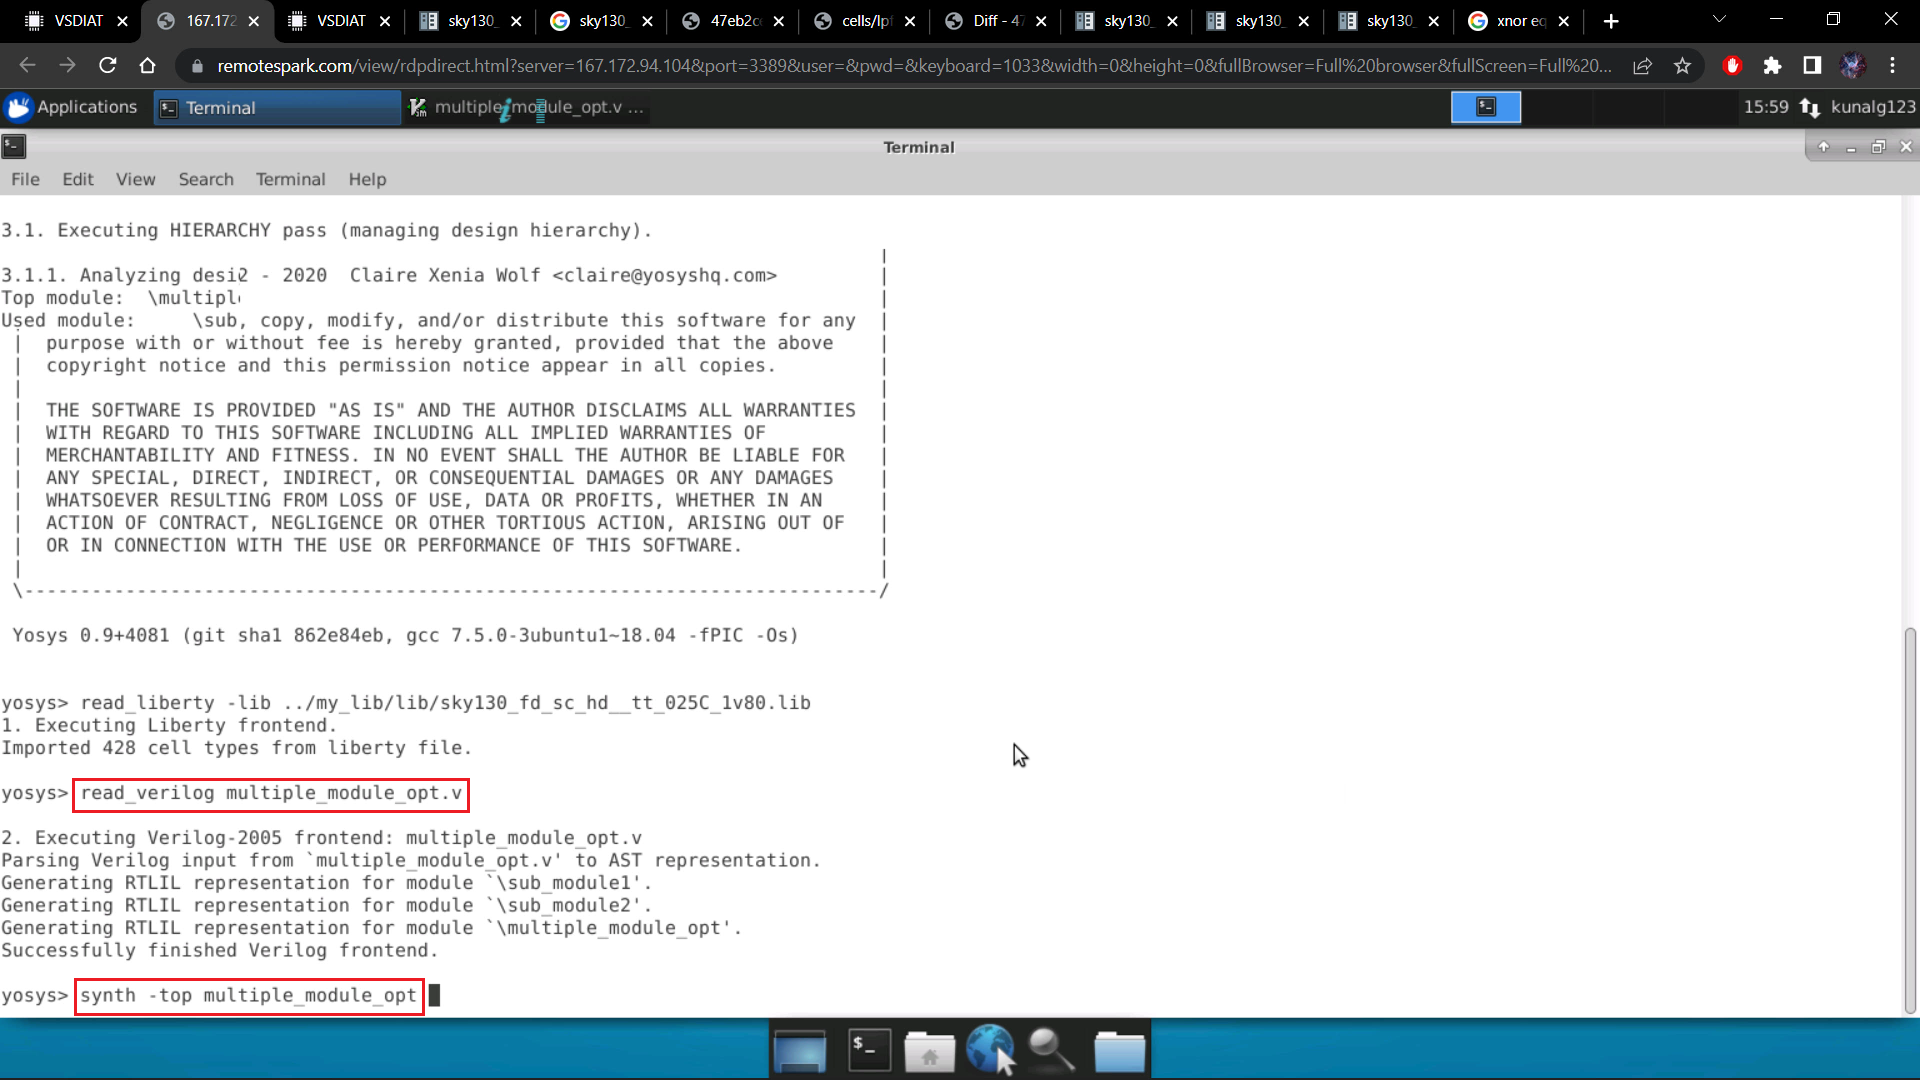 VSDIAT
167.172
VSDIAT
sky130_
sky130_
47eb2c
cells/lpf
Diff - 47
sky130_
sky130_
sky130_
xnor eq
remotespark.com/view/rdpdirect.html?server=167.172.94.104&port=3389&user=&pwd=&keyboard=1033&width=0&height=0&fullBrowser=Full%20browser&fullScreen=Full%20...
Applications
Terminal
multiple_module_opt.v ...
15:59
kunalg123
Terminal
File Edit View Search Terminal Help
3.1. Executing HIERARCHY pass (managing design hierarchy).
3.1.1. Analyzing desi2 - 2020  Claire Xenia Wolf <claire@yosyshq.com> |
Top module:  \multipl |
Used module:     \sub, copy, modify, and/or distribute this software for any |
| purpose with or without fee is hereby granted, provided that the above |
| copyright notice and this permission notice appear in all copies. |
| |
| THE SOFTWARE IS PROVIDED "AS IS" AND THE AUTHOR DISCLAIMS ALL WARRANTIES |
| WITH REGARD TO THIS SOFTWARE INCLUDING ALL IMPLIED WARRANTIES OF |
| MERCHANTABILITY AND FITNESS. IN NO EVENT SHALL THE AUTHOR BE LIABLE FOR |
| ANY SPECIAL, DIRECT, INDIRECT, OR CONSEQUENTIAL DAMAGES OR ANY DAMAGES |
| WHATSOEVER RESULTING FROM LOSS OF USE, DATA OR PROFITS, WHETHER IN AN |
| ACTION OF CONTRACT, NEGLIGENCE OR OTHER TORTIOUS ACTION, ARISING OUT OF |
| OR IN CONNECTION WITH THE USE OR PERFORMANCE OF THIS SOFTWARE. |
| |
\----------------------------------------------------------------------------/
Yosys 0.9+4081 (git sha1 862e84eb, gcc 7.5.0-3ubuntu1~18.04 -fPIC -Os)
yosys> read_liberty -lib ../my_lib/lib/sky130_fd_sc_hd__tt_025C_1v80.lib
1. Executing Liberty frontend.
Imported 428 cell types from liberty file.
yosys> read_verilog multiple_module_opt.v
2. Executing Verilog-2005 frontend: multiple_module_opt.v
Parsing Verilog input from `multiple_module_opt.v' to AST representation.
Generating RTLIL representation for module `\sub_module1'.
Generating RTLIL representation for module `\sub_module2'.
Generating RTLIL representation for module `\multiple_module_opt'.
Successfully finished Verilog frontend.
yosys> synth -top multiple_module_opt